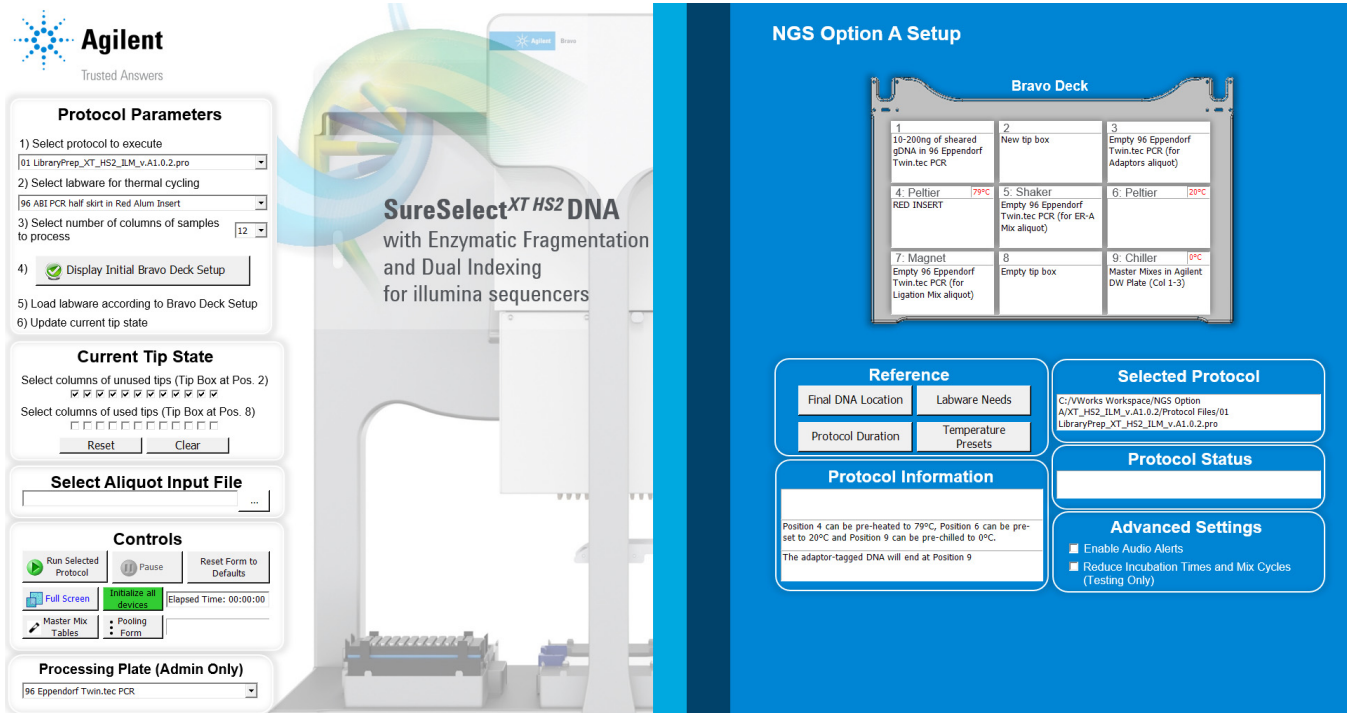 Agilent
Trusted Answers
Protocol Parameters
1) Select protocol to execute
01 LibraryPrep_XT_HS2_ILM_v.A1.0.2.pro
2) Select labware for thermal cycling
96 ABI PCR half skirt in Red Alum Insert
3) Select number of columns of samples
to process
12
4)
Display Initial Bravo Deck Setup
5) Load labware according to Bravo Deck Setup
6) Update current tip state
Current Tip State
Select columns of unused tips (Tip Box at Pos. 2)
Select columns of used tips (Tip Box at Pos. 8)
Reset
Clear
Select Aliquot Input File
...
Controls
Run Selected
Protocol
Pause
Reset Form to
Defaults
Full Screen
Initialize all
devices
Elapsed Time: 00:00:00
Master Mix
Tables
Pooling
Form
Processing Plate (Admin Only)
96 Eppendorf Twin.tec PCR
Agilent
Bravo
SureSelect XT HS2 DNA
with Enzymatic Fragmentation
and Dual Indexing
for illumina sequencers
NGS Option A Setup
Bravo Deck
1
10-200ng of sheared
gDNA in 96 Eppendorf
Twin.tec PCR
2
New tip box
3
Empty 96 Eppendorf
Twin.tec PCR (for
Adaptors aliquot)
4: Peltier
79°C
RED INSERT
5: Shaker
Empty 96 Eppendorf
Twin.tec PCR (for ER-A
Mix aliquot)
6: Peltier
20°C
7: Magnet
Empty 96 Eppendorf
Twin.tec PCR (for
Ligation Mix aliquot)
8
Empty tip box
9: Chiller
0°C
Master Mixes in Agilent
DW Plate (Col 1-3)
Reference
Final DNA Location
Labware Needs
Protocol Duration
Temperature
Presets
Selected Protocol
C:/VWorks Workspace/NGS Option
A/XT_HS2_ILM_v.A1.0.2/Protocol Files/01
LibraryPrep_XT_HS2_ILM_v.A1.0.2.pro
Protocol Information
Position 4 can be pre-heated to 79°C, Position 6 can be pre-
set to 20°C and Position 9 can be pre-chilled to 0°C.
The adaptor-tagged DNA will end at Position 9
Protocol Status
Advanced Settings
Enable Audio Alerts
Reduce Incubation Times and Mix Cycles
(Testing Only)